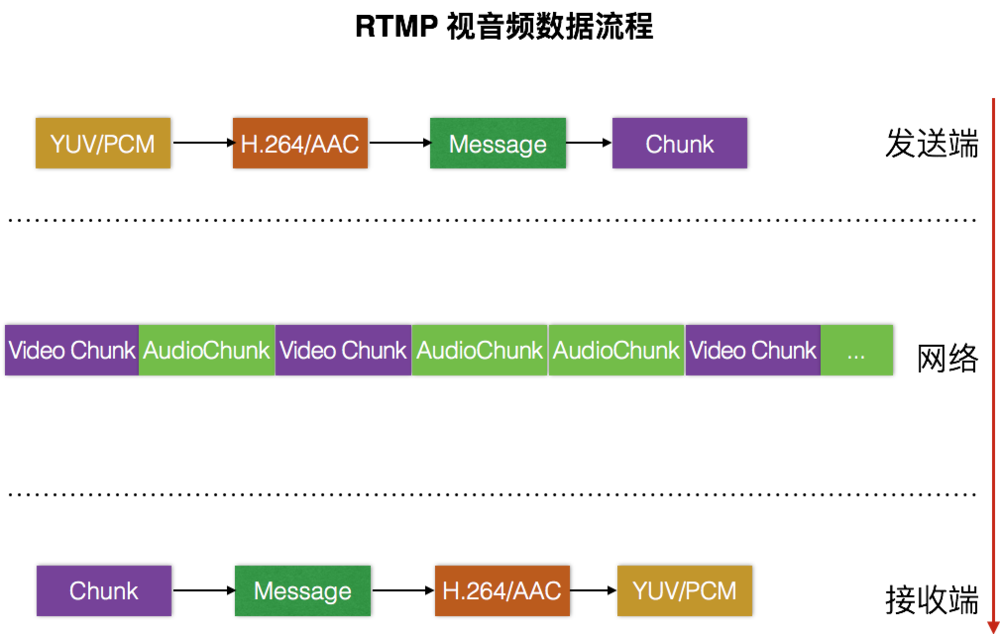 RTMP 视音频数据流程
YUV/PCM H.264/AAC Message Chunk 发送端
Video Chunk AudioChunk Video Chunk AudioChunk AudioChunk Video Chunk ... 网络
Chunk Message H.264/AAC YUV/PCM 接收端